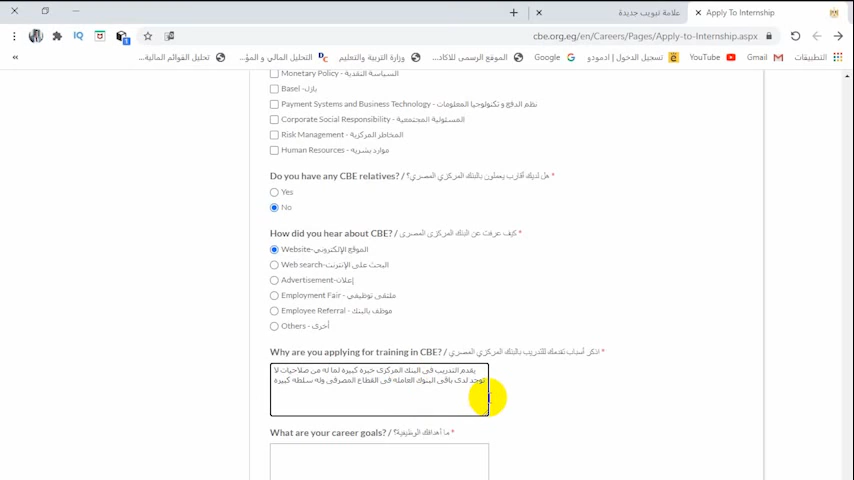 علامة تبويب جديدة
Apply To Internship
IQ
cbe.org.eg/en/Careers/Pages/Apply-to-Internship.aspx
تحليل القوائم المالية...
التحليل المالي و المؤ...
وزارة التربية والتعليم
الموقع الرسمي للاكاد...
Google
تسجيل الدخول | ادمودو
YouTube
Gmail
التطبيقات
Monetary Policy - السياسة النقدية
Basel -بازل
Payment Systems and Business Technology - نظم الدفع و تكنولوجيا المعلومات
Corporate Social Responsibility - المسئولية المجتمعية
Risk Management - المخاطر المركزية
Human Resources - موارد بشريه
Do you have any CBE relatives? / هل لديك أقارب يعملون بالبنك المركزي المصري؟ *
Yes
No
How did you hear about CBE? / كيف عرفت عن البنك المركزى المصرى *
Website-الموقع الإلكتروني
Web search-البحث على الإنترنت
Advertisement-إعلان
Employment Fair - ملتقى توظيفي
Employee Referral - موظف بالبنك
Others - أخرى
Why are you applying for training in CBE? / اذكر أسباب تقدمك للتدريب بالبنك المركزي المصري *
يقدم التدريب فى البنك المركزى خبرة كبيرة لما له من صلاحيات لا
توجد لدى باقى البنوك العامله فى القطاع المصرفى وله سلطه كبيرة
What are your career goals? / ما أهدافك الوظيفية؟ *